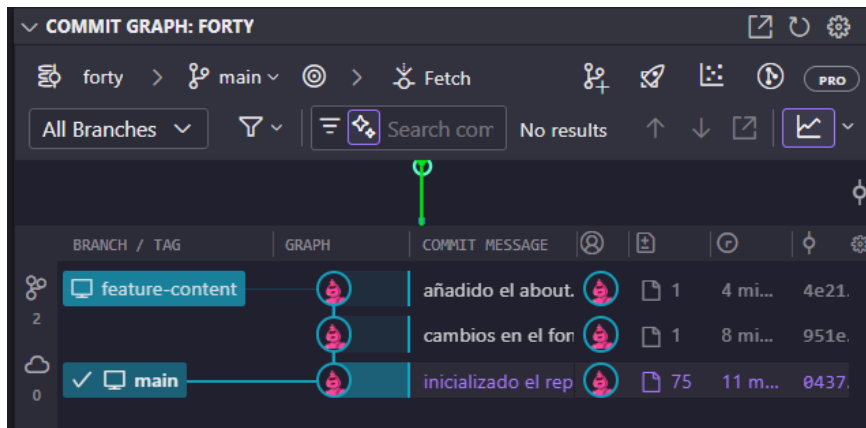 COMMIT GRAPH: FORTY
forty > main > Fetch PRO
All Branches Search com No results
BRANCH / TAG GRAPH COMMIT MESSAGE
feature-content añadido el about. 1 4 mi... 4e21.
2 cambios en el for 1 8 mi... 951e.
main inicializado el rep 75 11 m... 0437.
0